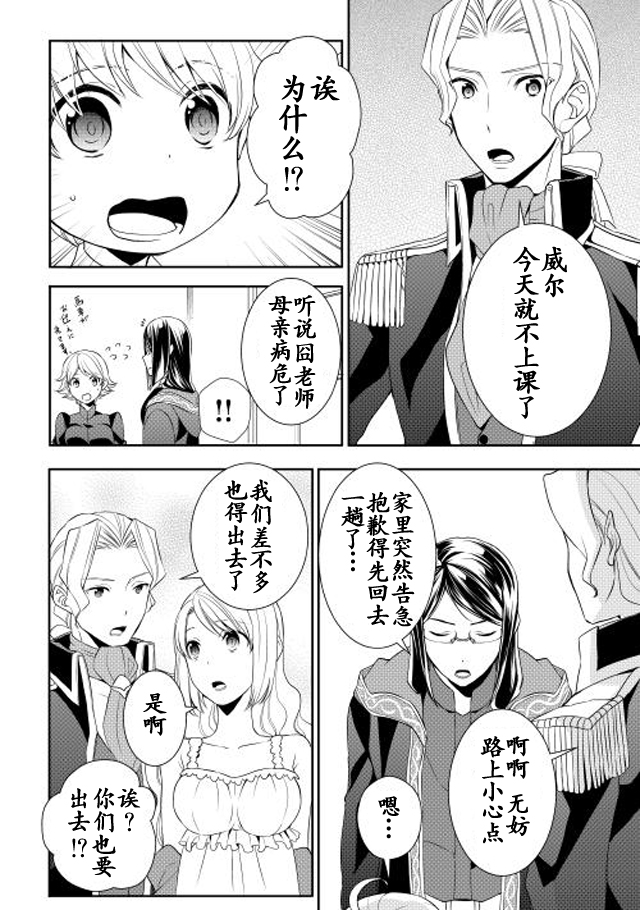 威尔
今天就不上课了
诶
为什么!?
听说囧老师
母亲病危了
!!
家里突然告急
抱歉得先回去
一趟了…
啊啊 无妨
路上小心点
嗯…
我们差不多
也得出去了
是啊
诶?
你们也要
出去!?